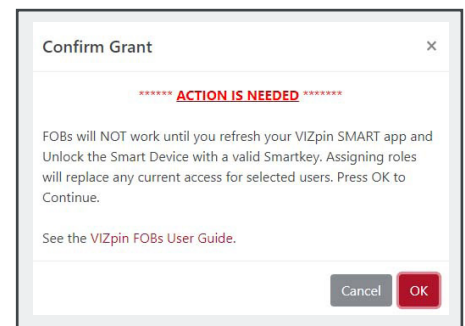 Confirm Grant ×
****** ACTION IS NEEDED *******
FOBs will NOT work until you refresh your VIZpin SMART app and
Unlock the Smart Device with a valid Smartkey. Assigning roles
will replace any current access for selected users. Press OK to
Continue.
See the VIZpin FOBs User Guide.
Cancel OK